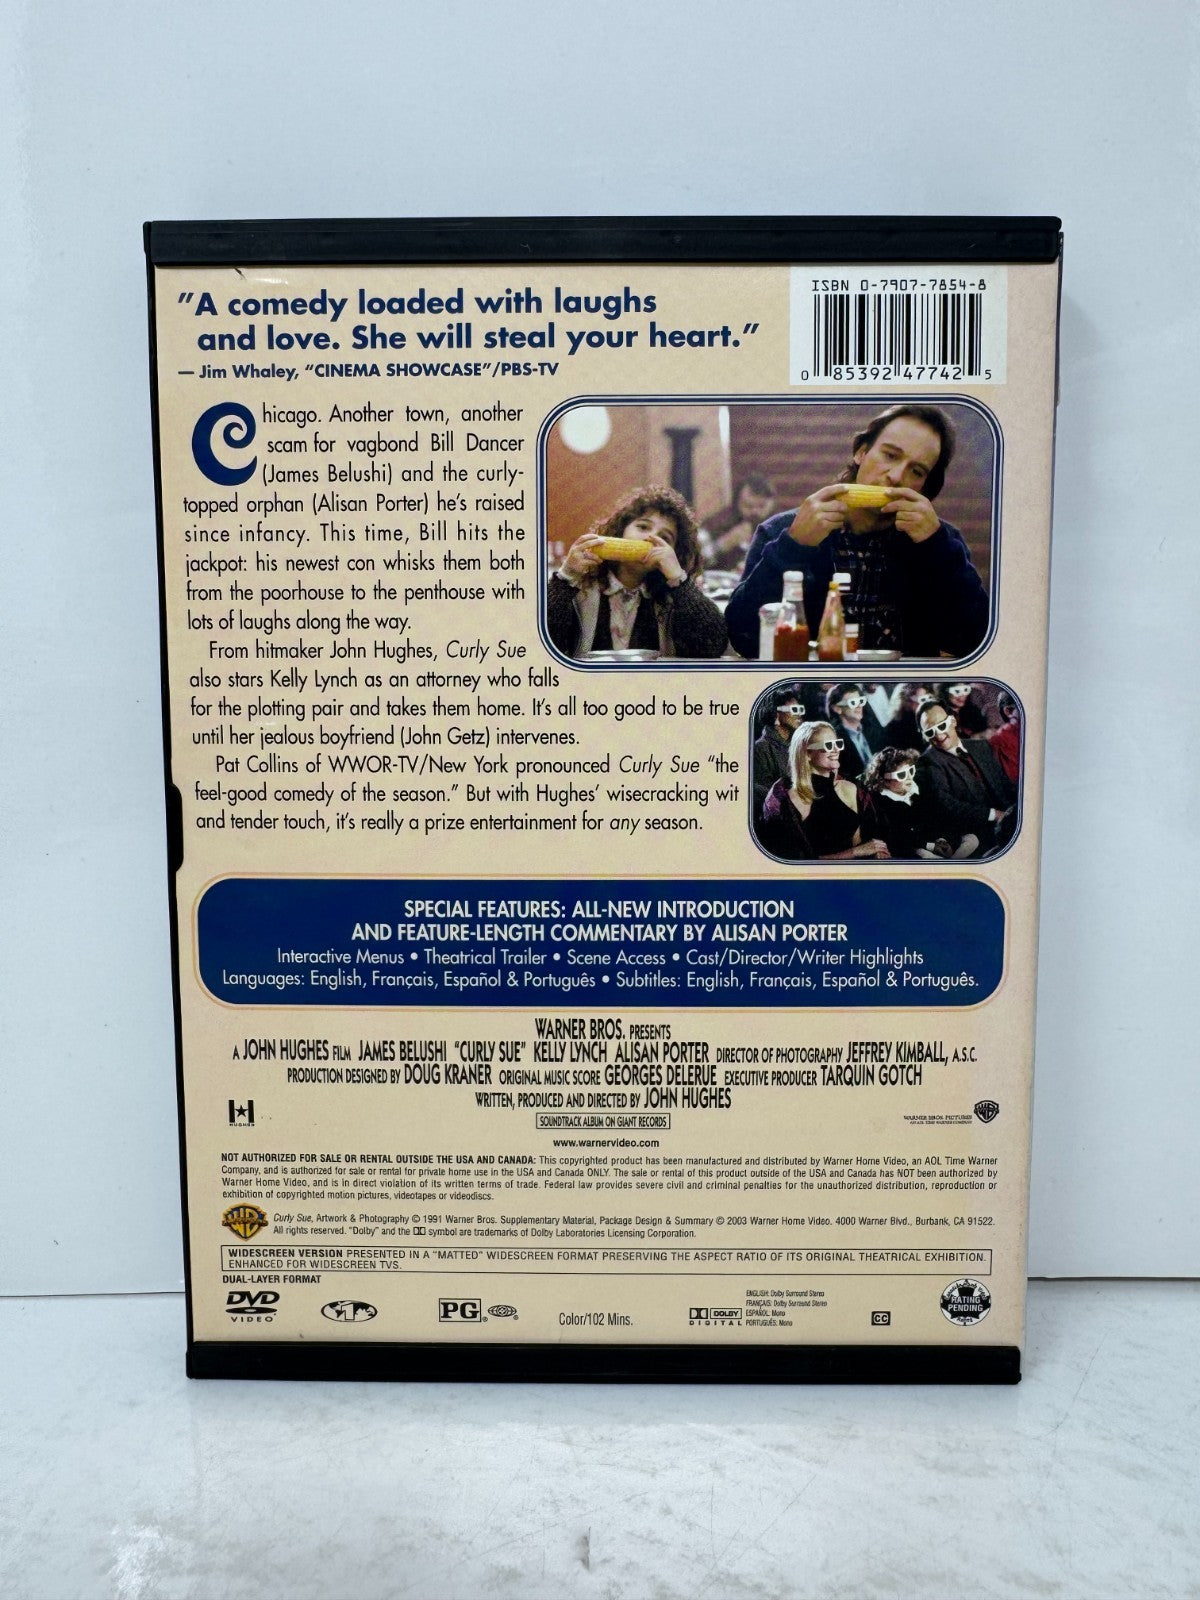 "A comedy loaded with laughs
and love. She will steal your heart."
— Jim Whaley, "CINEMA SHOWCASE"/PBS-TV
ISBN 0-7907-7854-8
0 85392 47742 5
Chicago. Another town, another
scam for vagbond Bill Dancer
(James Belushi) and the curly-
topped orphan (Alisan Porter) he's raised
since infancy. This time, Bill hits the
jackpot: his newest con whisks them both
from the poorhouse to the penthouse with
lots of laughs along the way.
From hitmaker John Hughes, Curly Sue
also stars Kelly Lynch as an attorney who falls
for the plotting pair and takes them home. It's all too good to be true
until her jealous boyfriend (John Getz) intervenes.
Pat Collins of WWOR-TV/New York pronounced Curly Sue "the
feel-good comedy of the season." But with Hughes' wisecracking wit
and tender touch, it's really a prize entertainment for any season.
SPECIAL FEATURES: ALL-NEW INTRODUCTION
AND FEATURE-LENGTH COMMENTARY BY ALISAN PORTER
Interactive Menus • Theatrical Trailer • Scene Access • Cast/Director/Writer Highlights
Languages: English, Français, Español & Português • Subtitles: English, Français, Español & Português.
WARNER BROS. PRESENTS
A JOHN HUGHES FILM JAMES BELUSHI "CURLY SUE" KELLY LYNCH ALISAN PORTER DIRECTOR OF PHOTOGRAPHY JEFFREY KIMBALL, A.S.C.
PRODUCTION DESIGNED BY DOUG KRANER ORIGINAL MUSIC SCORE GEORGES DELERUE EXECUTIVE PRODUCER TARQUIN GOTCH
WRITTEN, PRODUCED AND DIRECTED BY JOHN HUGHES
HUGHES
SOUNDTRACK ALBUM ON GIANT RECORDS
WARNER BROS. PICTURES
AN AOL TIME WARNER COMPANY
www.warnervideo.com
NOT AUTHORIZED FOR SALE OR RENTAL OUTSIDE THE USA AND CANADA: This copyrighted product has been manufactured and distributed by Warner Home Video, an AOL Time Warner
Company, and is authorized for sale or rental for private home use in the USA and Canada ONLY. The sale or rental of this product outside of the USA and Canada has NOT been authorized by
Warner Home Video, and is in direct violation of its written terms of trade. Federal law provides severe civil and criminal penalties for the unauthorized distribution, reproduction or
exhibition of copyrighted motion pictures, videotapes or videodiscs.
Curly Sue, Artwork & Photography © 1991 Warner Bros. Supplementary Material, Package Design & Summary © 2003 Warner Home Video. 4000 Warner Blvd., Burbank, CA 91522.
All rights reserved. "Dolby" and the DD symbol are trademarks of Dolby Laboratories Licensing Corporation.
WIDESCREEN VERSION PRESENTED IN A "MATTED" WIDESCREEN FORMAT PRESERVING THE ASPECT RATIO OF ITS ORIGINAL THEATRICAL EXHIBITION.
ENHANCED FOR WIDESCREEN TVS.
DUAL-LAYER FORMAT
DVD
VIDEO
1
PG
Color/102 Mins.
DOLBY
DIGITAL
ENGLISH: Dolby Surround Stereo
FRANÇAIS: Dolby Surround Stereo
ESPAÑOL: Mono
PORTUGUÊS: Mono
CC
RATING
PENDING